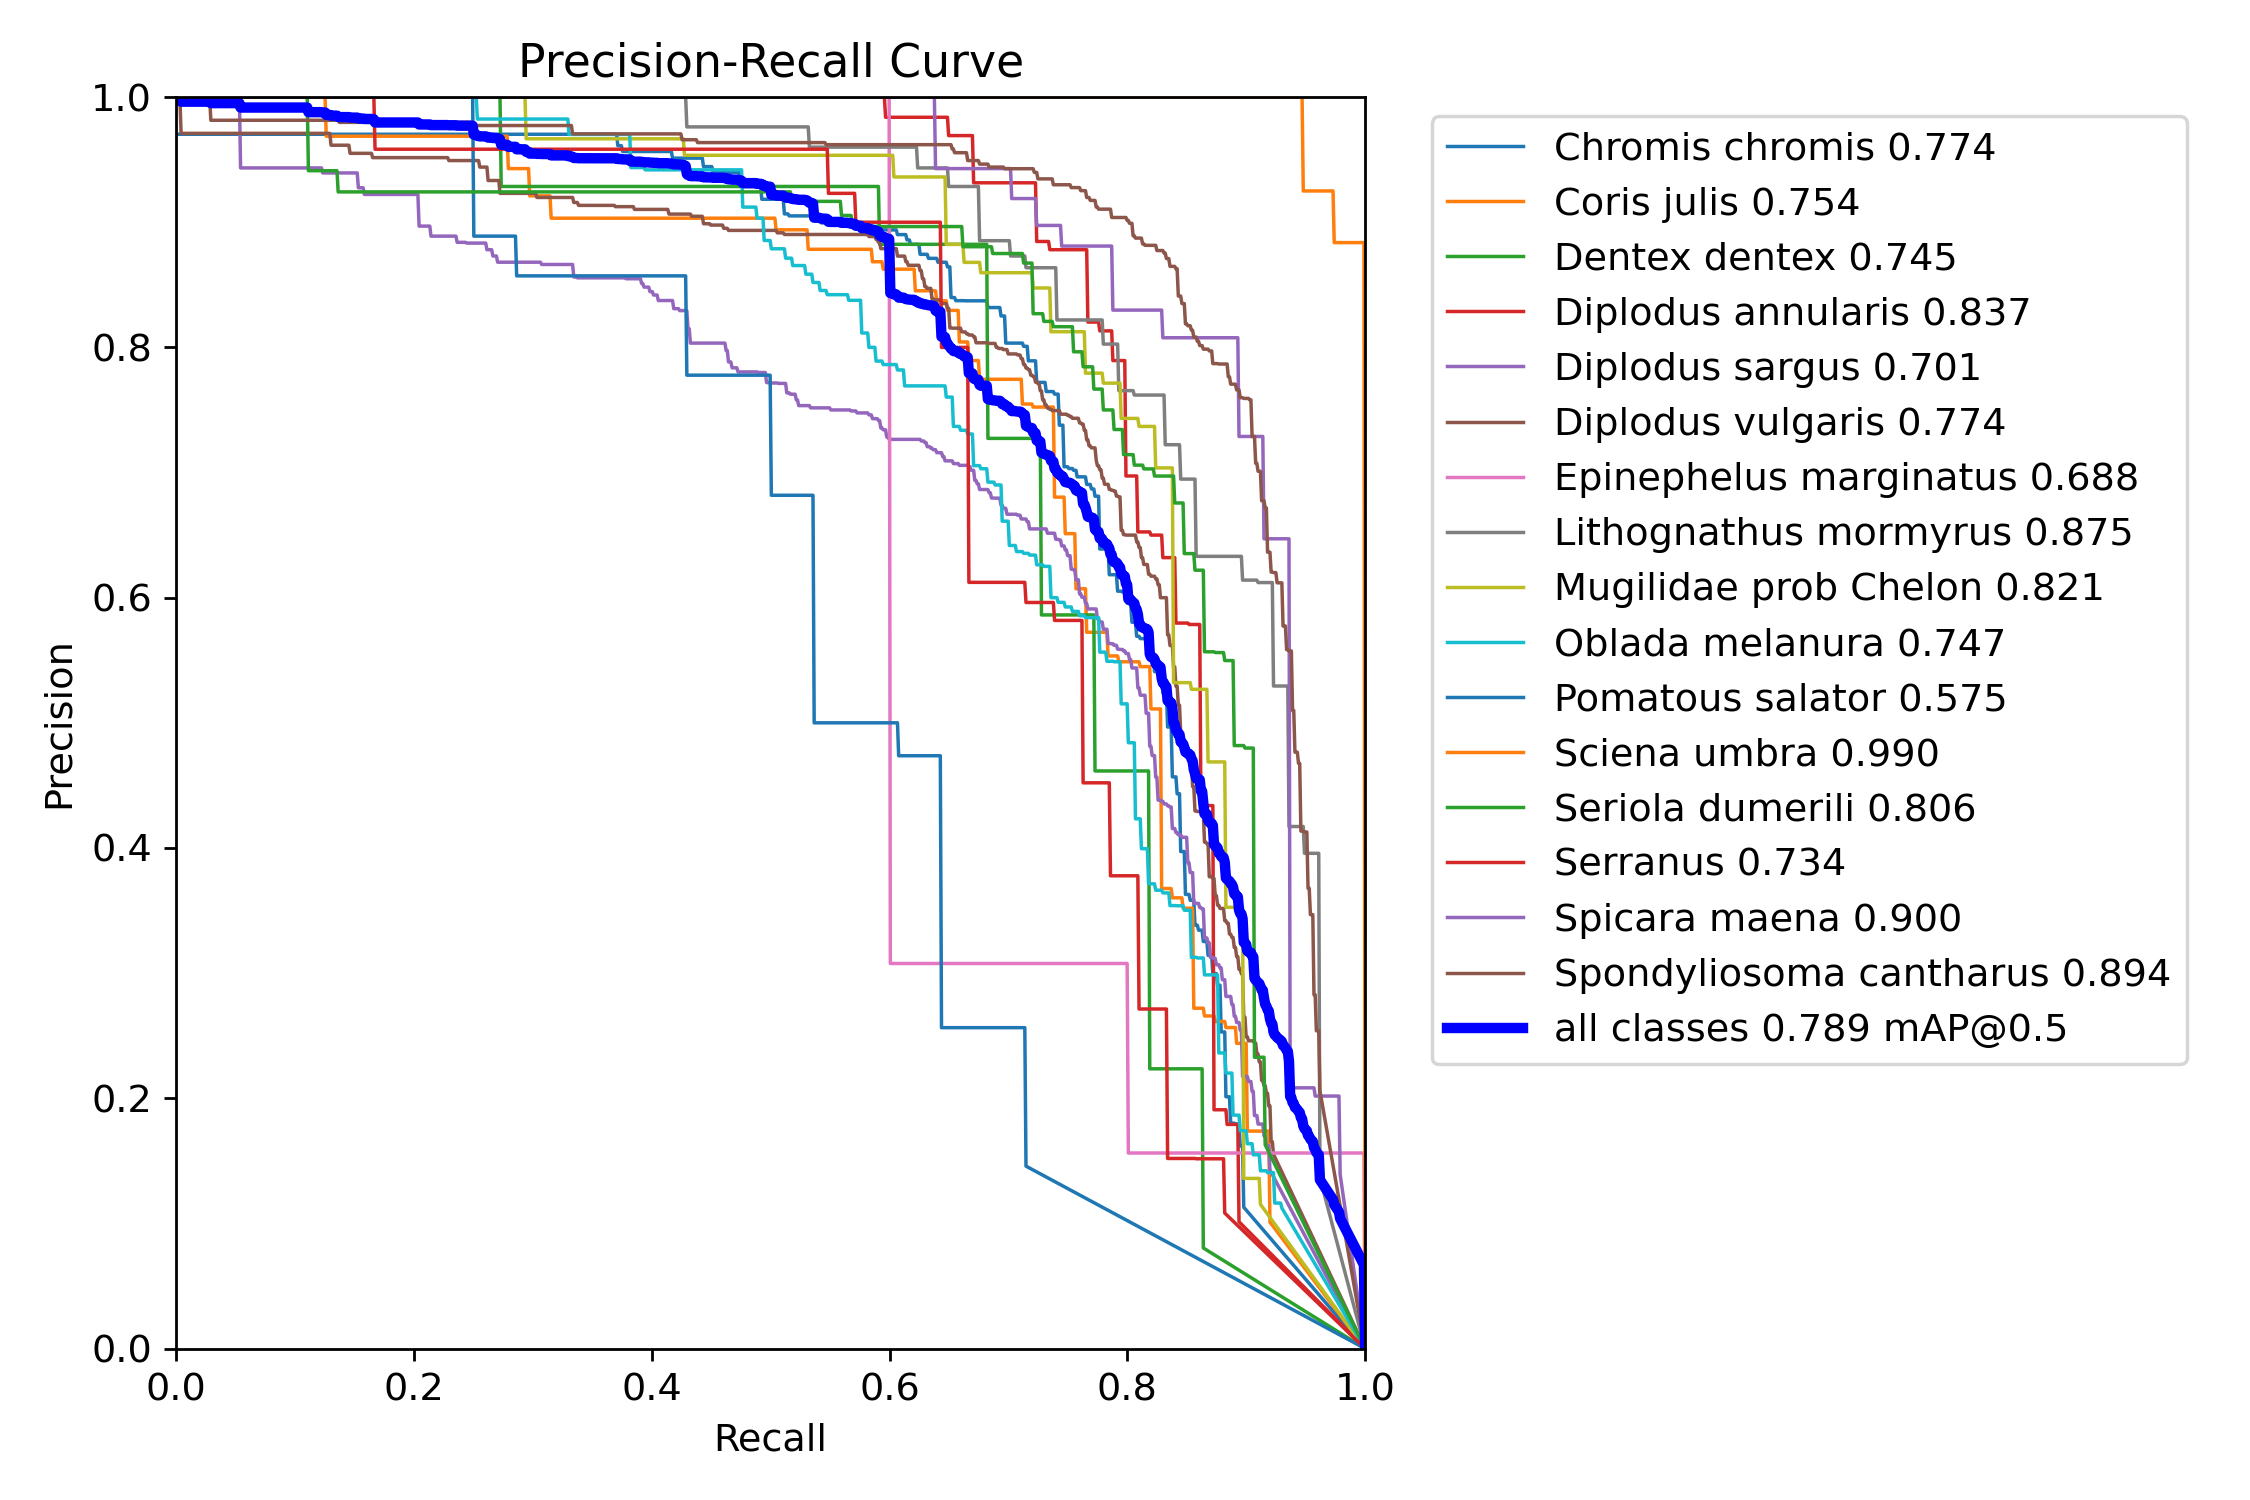 Precision-Recall Curve
1.0
0.8
0.6
0.4
0.2
0.0
Precision
0.0 0.2 0.4 0.6 0.8 1.0
Recall
Chromis chromis 0.774
Coris julis 0.754
Dentex dentex 0.745
Diplodus annularis 0.837
Diplodus sargus 0.701
Diplodus vulgaris 0.774
Epinephelus marginatus 0.688
Lithognathus mormyrus 0.875
Mugilidae prob Chelon 0.821
Oblada melanura 0.747
Pomatous salator 0.575
Sciena umbra 0.990
Seriola dumerili 0.806
Serranus 0.734
Spicara maena 0.900
Spondyliosoma cantharus 0.894
all classes 0.789 mAP@0.5